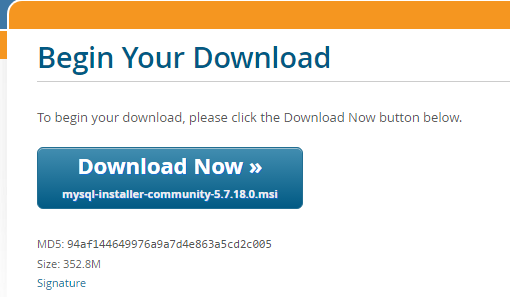 Begin Your Download
To begin your download, please click the Download Now button below.
Download Now »
mysql-installer-community-5.7.18.0.msi
MD5: 94af144649976a9a7d4e863a5cd2c005
Size: 352.8M
Signature